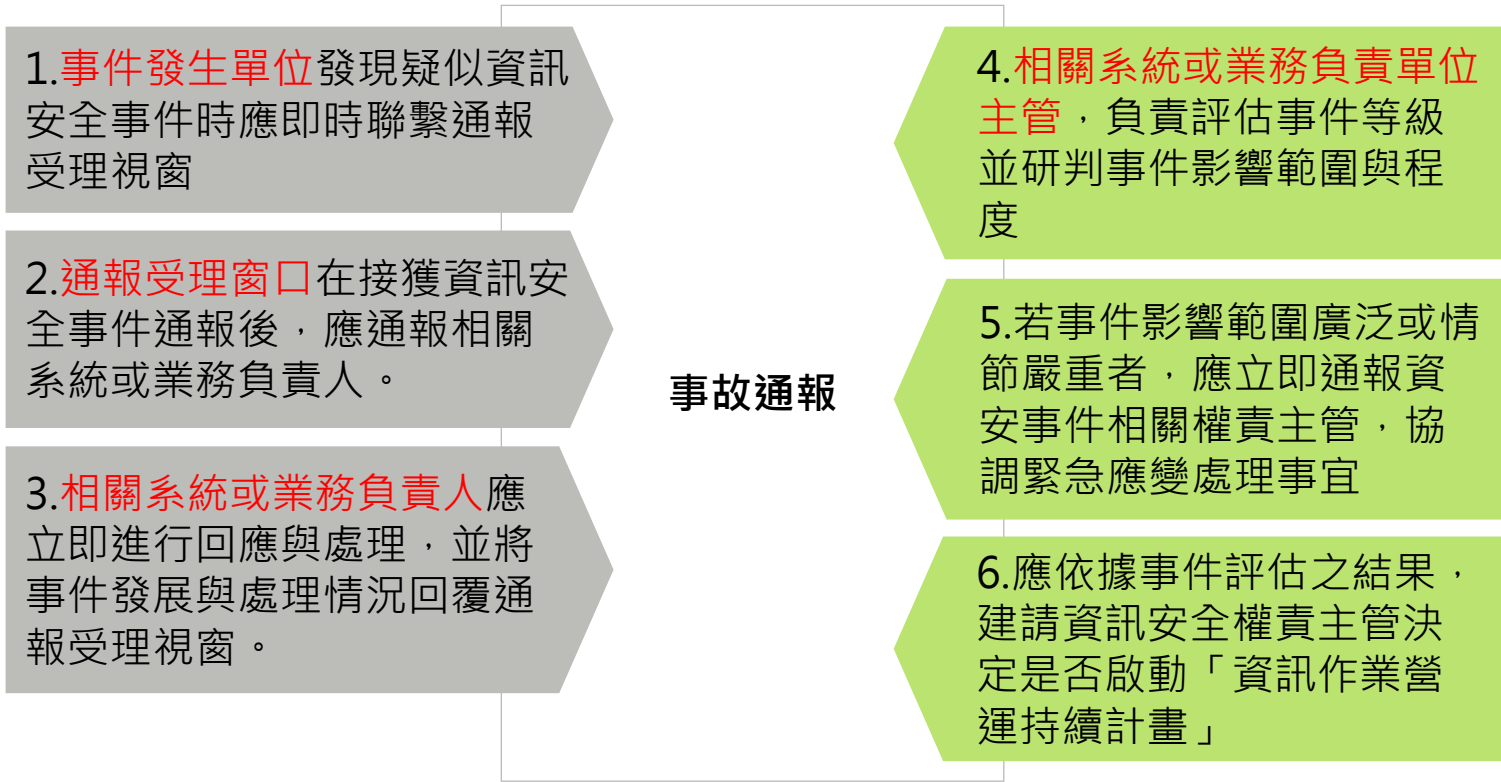 1.事件發生單位發現疑似資訊
安全事件時應即時聯繫通報
受理視窗
2.通報受理窗口在接獲資訊安
全事件通報後，應通報相關
系統或業務負責人。
3.相關系統或業務負責人應
立即進行回應與處理，並將
事件發展與處理情況回覆通
報受理視窗。
事故通報
4.相關系統或業務負責單位
主管，負責評估事件等級
並研判事件影響範圍與程
度
5.若事件影響範圍廣泛或情
節嚴重者，應立即通報資
安事件相關權責主管，協
調緊急應變處理事宜
6.應依據事件評估之結果，
建請資訊安全權責主管決
定是否啟動「資訊作業營
運持續計畫」